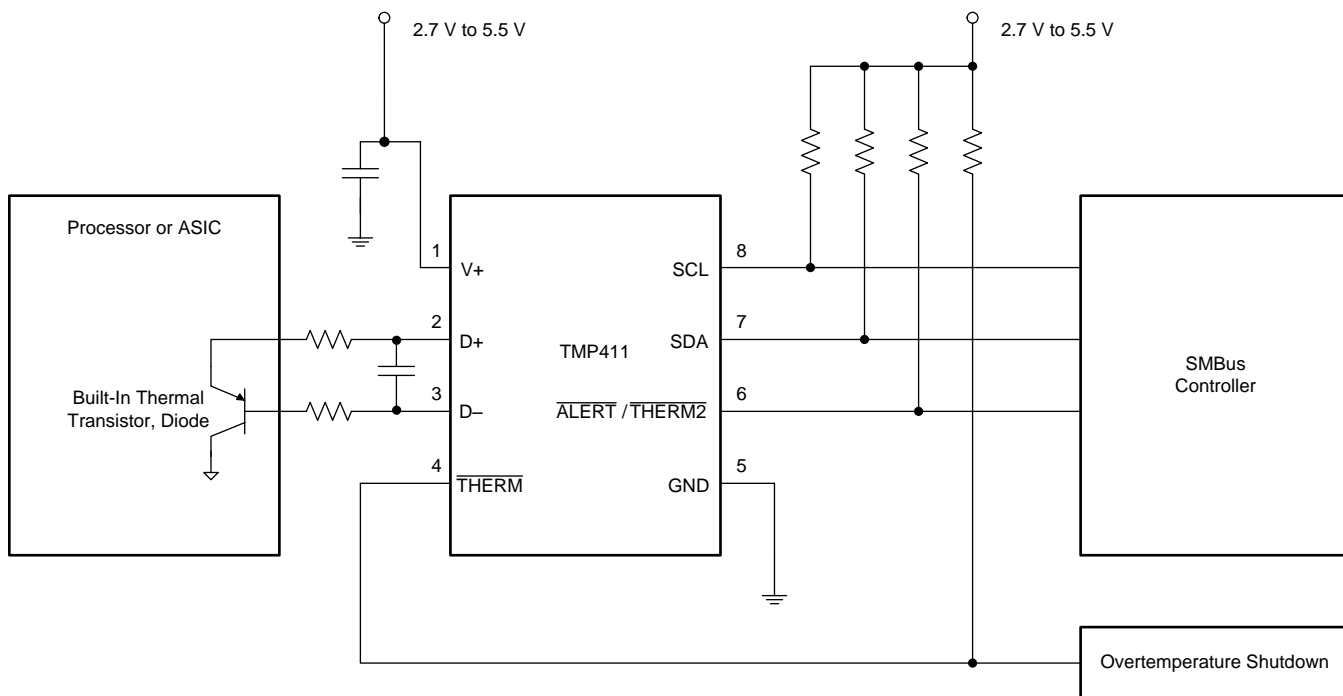 2.7 V to 5.5 V
2.7 V to 5.5 V
Processor or ASIC
Built-In Thermal
Transistor, Diode
1
V+
2
D+
3
D–
4
THERM
TMP411
8
SCL
7
SDA
6
ALERT / THERM2
5
GND
SMBus
Controller
Overtemperature Shutdown